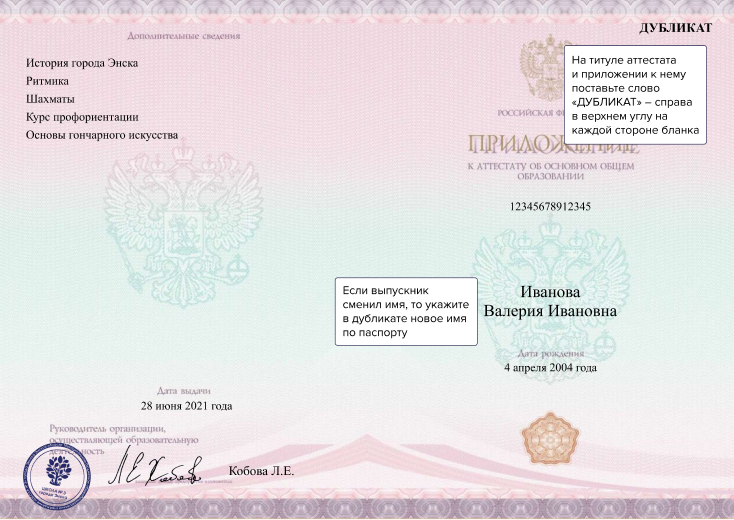 Дополнительные сведения
История города Энска
Ритмика
Шахматы
Курс профориентации
Основы гончарного искусства
Дата выдачи
28 июня 2021 года
Руководитель организации,
осуществляющей образовательную
деятельность
Кобова Л.Е.
ДУБЛИКАТ
На титуле аттестата
и приложении к нему
поставьте слово
«ДУБЛИКАТ» – справа
в верхнем углу на
каждой стороне бланка
РОССИЙСКАЯ
ПРИЛОЖЕНИЕ
К АТТЕСТАТУ ОБ ОСНОВНОМ ОБЩЕМ
ОБРАЗОВАНИИ
12345678912345
Если выпускник
сменил имя, то укажите
в дубликате новое имя
по паспорту
Иванова
Валерия Ивановна
Дата рождения
4 апреля 2004 года